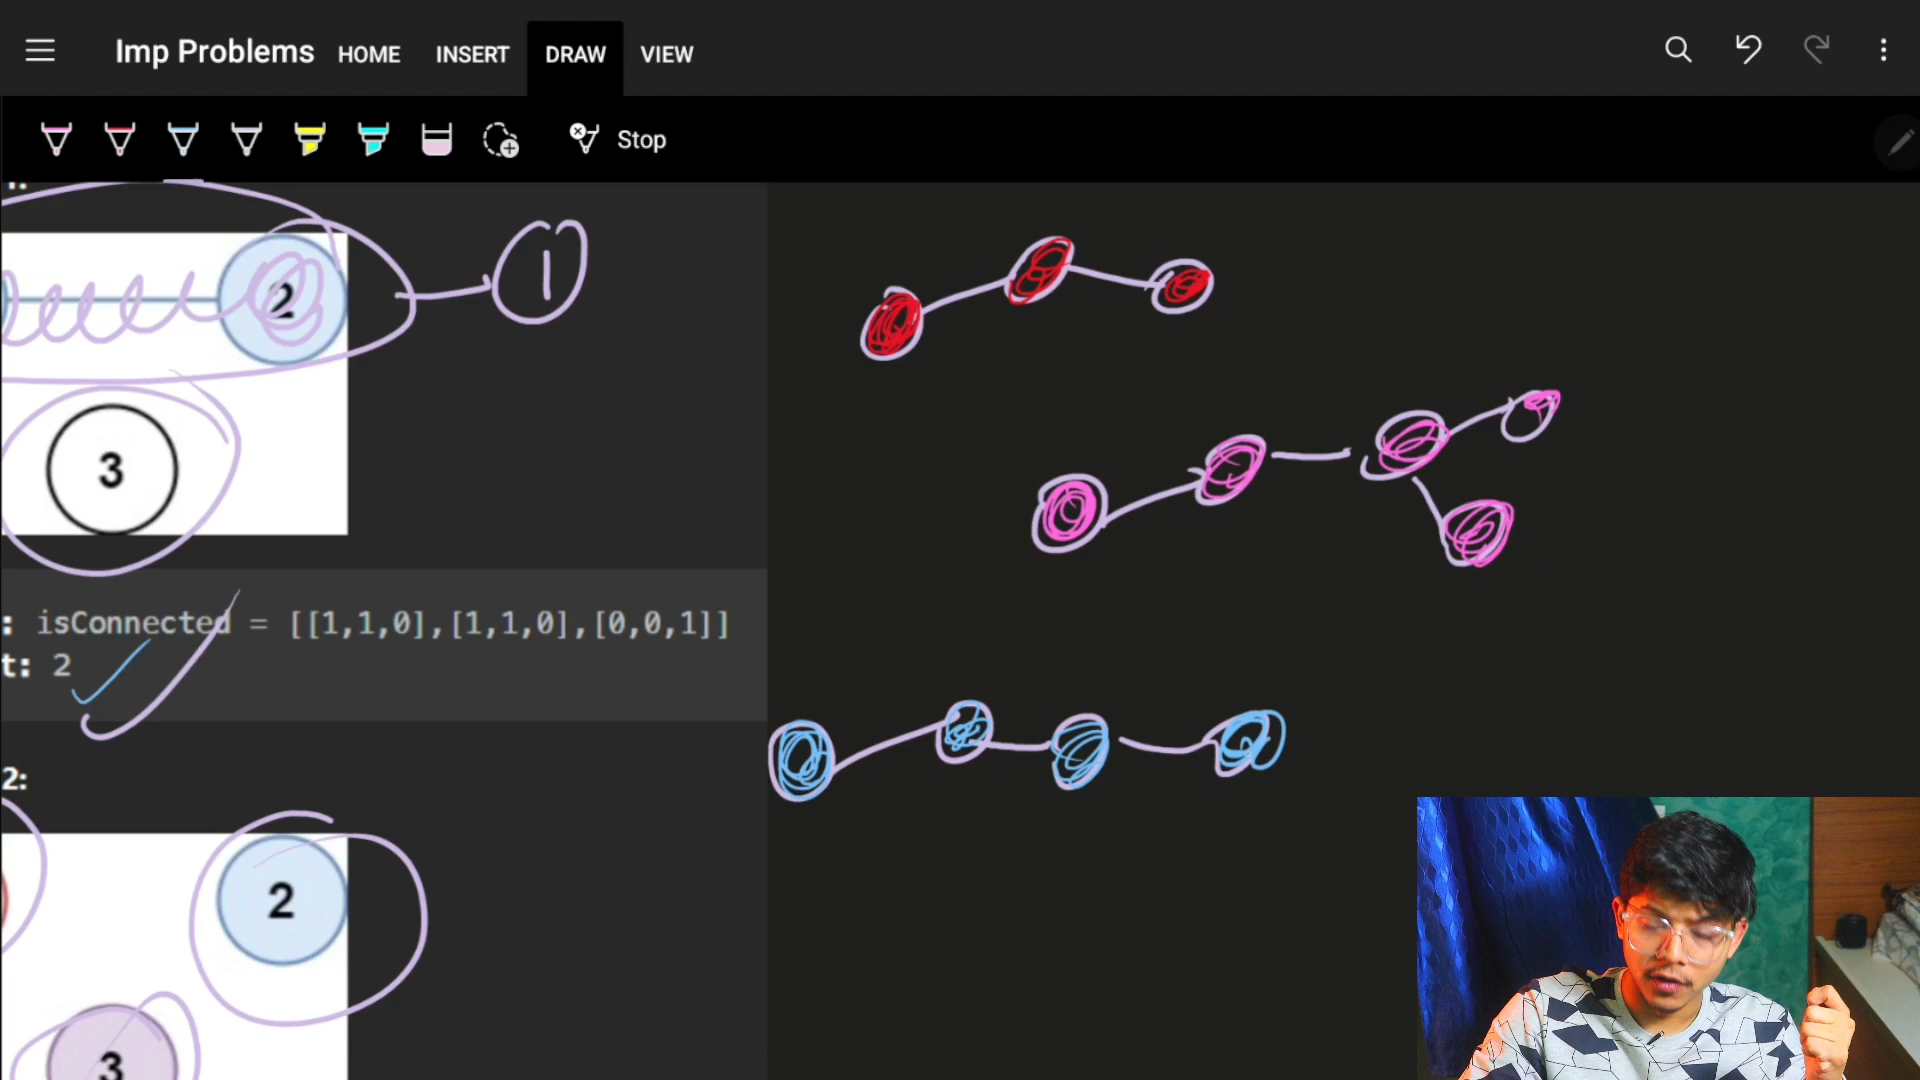 Imp Problems HOME INSERT DRAW VIEW
Stop
1:
2
1
3
: isConnected = [[1,1,0],[1,1,0],[0,0,1]]
t: 2
2:
2
3